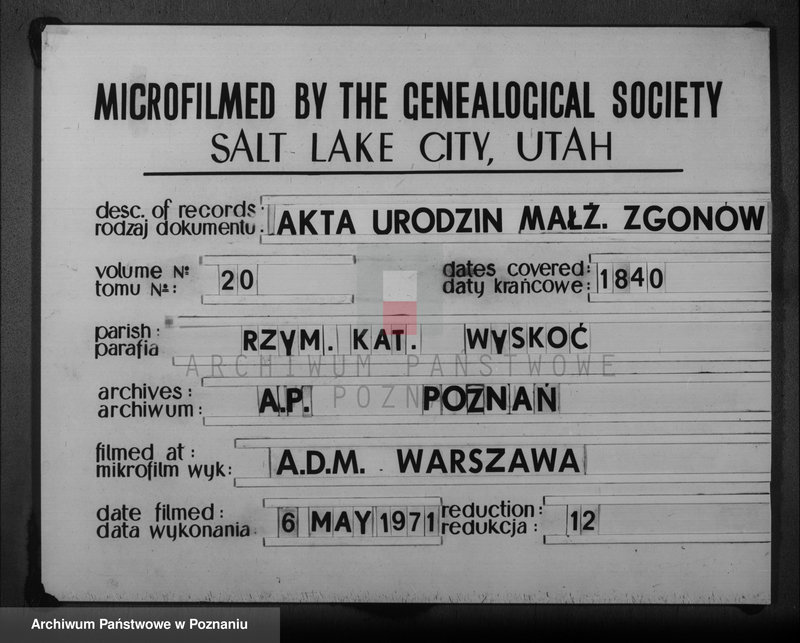 MICROFILMED BY THE GENEALOGICAL SOCIETY
SALT LAKE CITY, UTAH
desc. of records:
rodzaj dokumentu: AKTA URODZIN MAŁŻ. ZGONÓW
volume Nº
tomu Nº: 20
dates covered:
daty krańcowe: 1840
parish:
parafia RZYM. KAT. WYSKOĆ
ARCHIWUM PAŃSTWOWE
archives:
archiwum: A.P. POZNAŃ
POZN
filmed at:
mikrofilm wyk: A.D.M. WARSZAWA
date filmed:
data wykonania 6 MAY 1971
reduction:
redukcja: 12
Archiwum Państwowe w Poznaniu